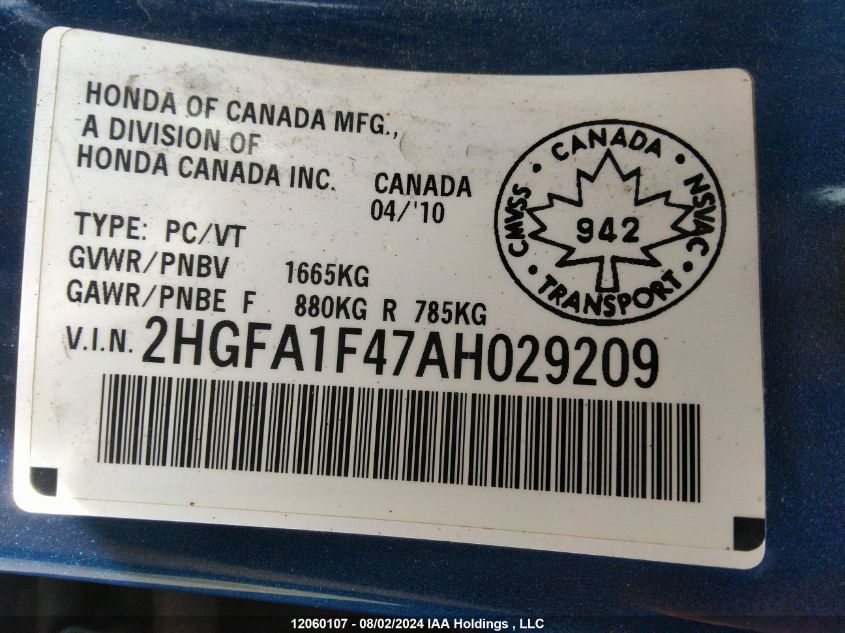 HONDA OF CANADA MFG.,
A DIVISION OF
HONDA CANADA INC. CANADA
04/'10
TYPE: PC/VT
GVWR/PNBV 1665KG
GAWR/PNBE F 880KG R 785KG
V.I.N. 2HGFA1F47AH029209
CMVSS • CANADA • NSVAC • TRANSPORT •
942
12060107 - 08/02/2024 IAA Holdings , LLC